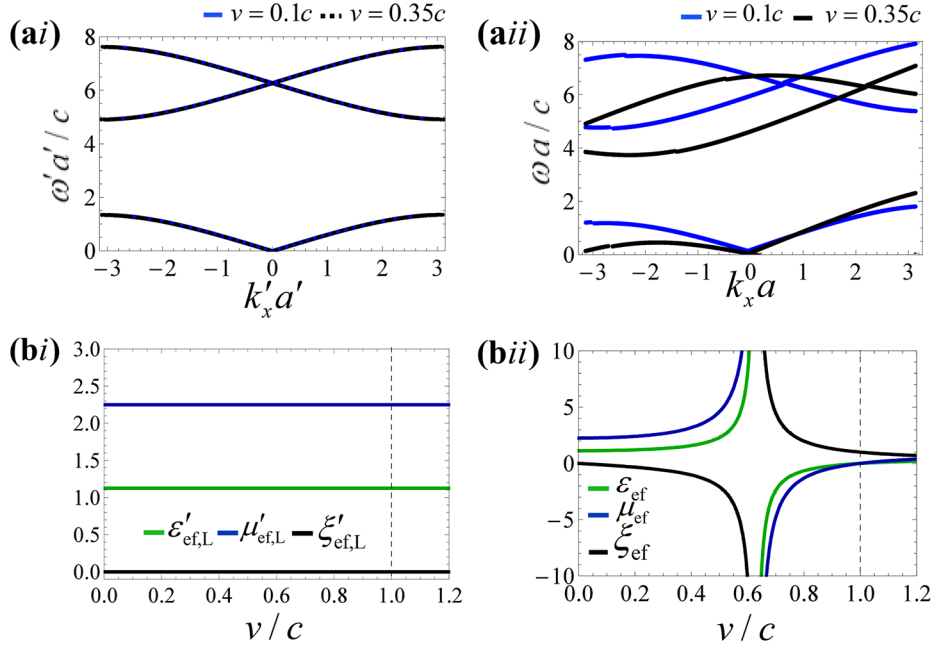 v = 0.1c v = 0.35c
(ai)
ω′a′/c
8
6
4
2
0
−3 −2 −1 0 1 2 3
k′ₓa′
v = 0.1c v = 0.35c
(aii)
ωa/c
8
6
4
2
0
−3 −2 −1 0 1 2 3
kₓa
(bi)
3.0
2.5
2.0
1.5
1.0
0.5
0.0
ε′ef,L μ′ef,L ξ′ef,L
0.0 0.2 0.4 0.6 0.8 1.0 1.2
v/c
(bii)
10
5
0
−5
−10
εef
μef
ξef
0.0 0.2 0.4 0.6 0.8 1.0 1.2
v/c